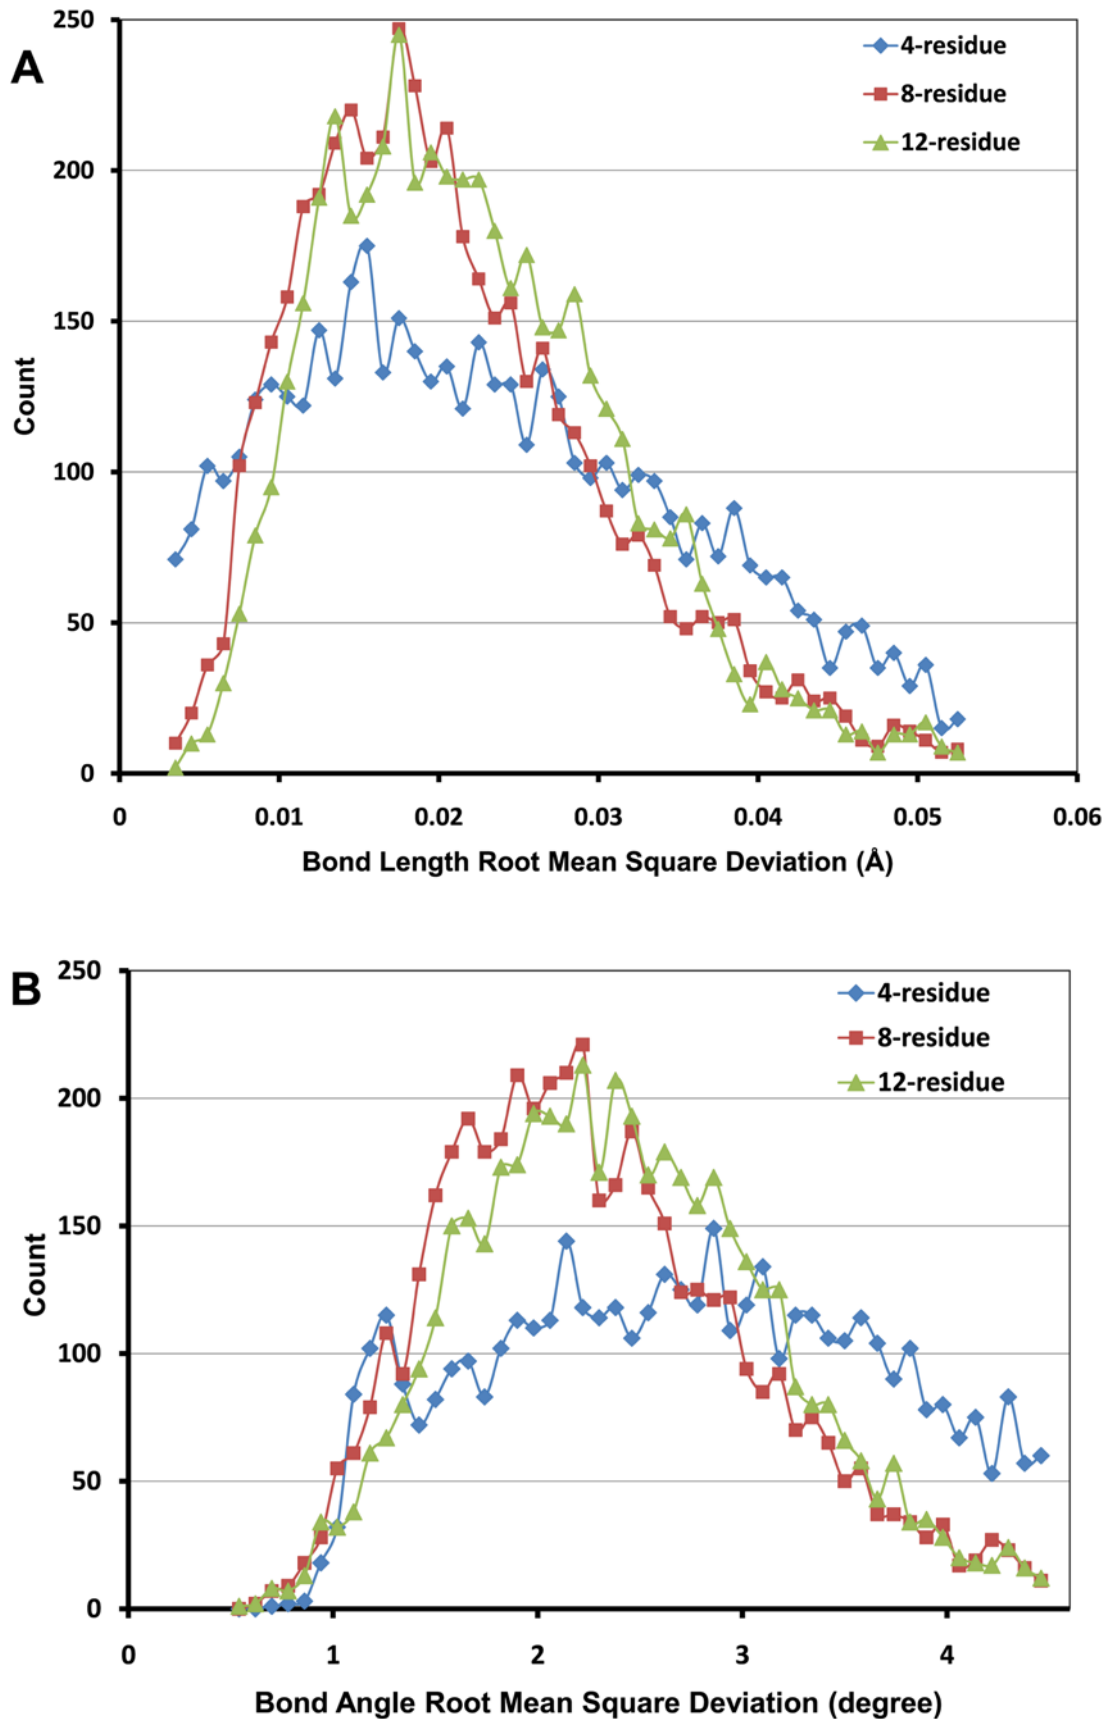 A
250
200
150
100
50
0
Count
4-residue
8-residue
12-residue
0 0.01 0.02 0.03 0.04 0.05 0.06
Bond Length Root Mean Square Deviation (Å)
B
250
200
150
100
50
0
Count
4-residue
8-residue
12-residue
0 1 2 3 4
Bond Angle Root Mean Square Deviation (degree)